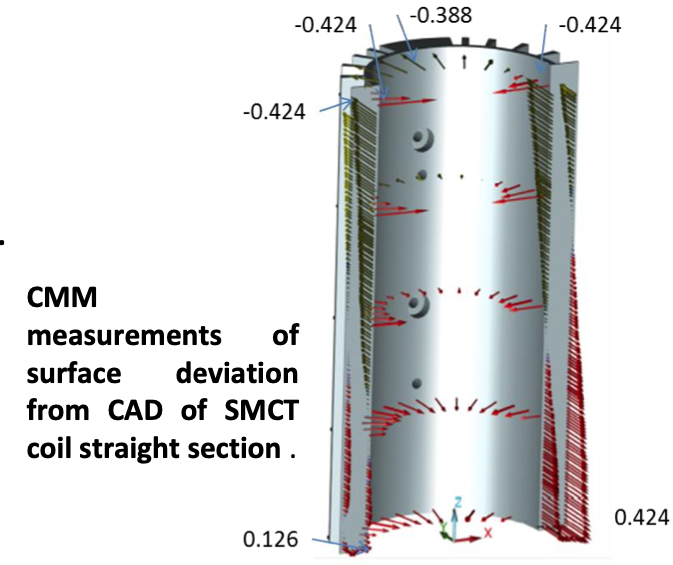 -0.424
-0.388
-0.424
-0.424
.
CMM
measurements of
surface deviation
from CAD of SMCT
coil straight section .
0.126
0.424
Z
Y
X